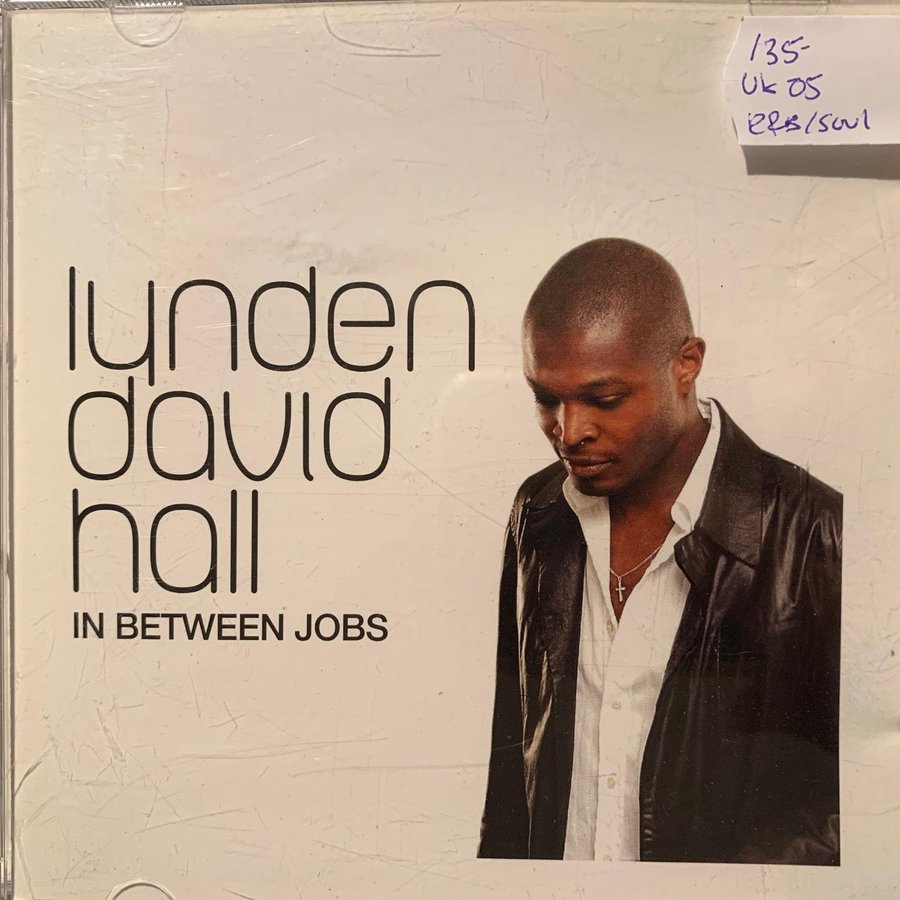 135-
UK 05
R&B/SOUL
lynden
david
hall
IN BETWEEN JOBS